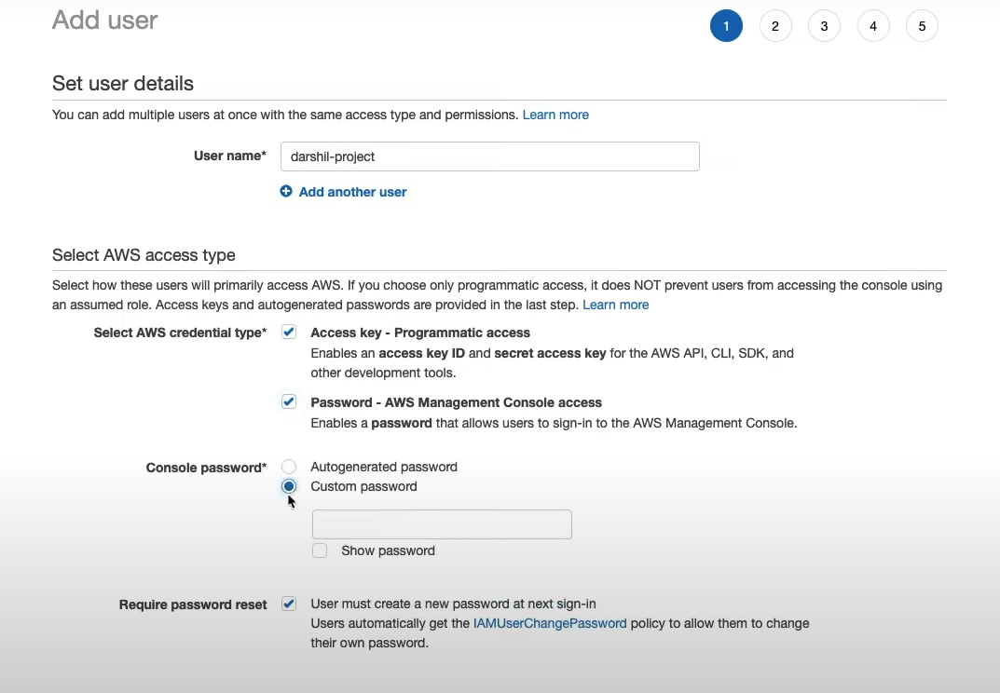 Add user
1 2 3 4 5
Set user details
You can add multiple users at once with the same access type and permissions. Learn more
User name* darshil-project
Add another user
Select AWS access type
Select how these users will primarily access AWS. If you choose only programmatic access, it does NOT prevent users from accessing the console using
an assumed role. Access keys and autogenerated passwords are provided in the last step. Learn more
Select AWS credential type* Access key - Programmatic access
Enables an access key ID and secret access key for the AWS API, CLI, SDK, and
other development tools.
Password - AWS Management Console access
Enables a password that allows users to sign-in to the AWS Management Console.
Console password* Autogenerated password
Custom password
Show password
Require password reset User must create a new password at next sign-in
Users automatically get the IAMUserChangePassword policy to allow them to change
their own password.